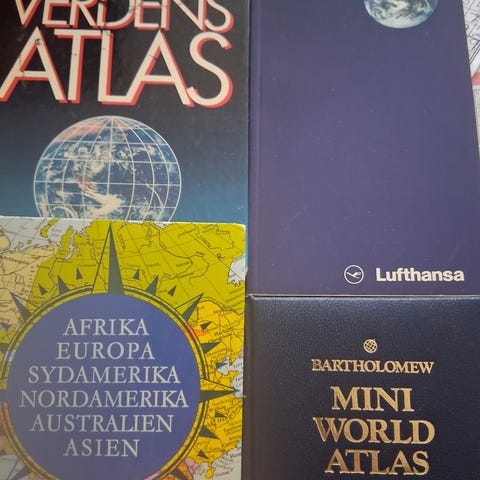 VERDENS
ATLAS
Lufthansa
AFRIKA
EUROPA
SYDAMERIKA
NORDAMERIKA
AUSTRALIEN
ASIEN
BARTHOLOMEW
MINI
WORLD
ATLAS